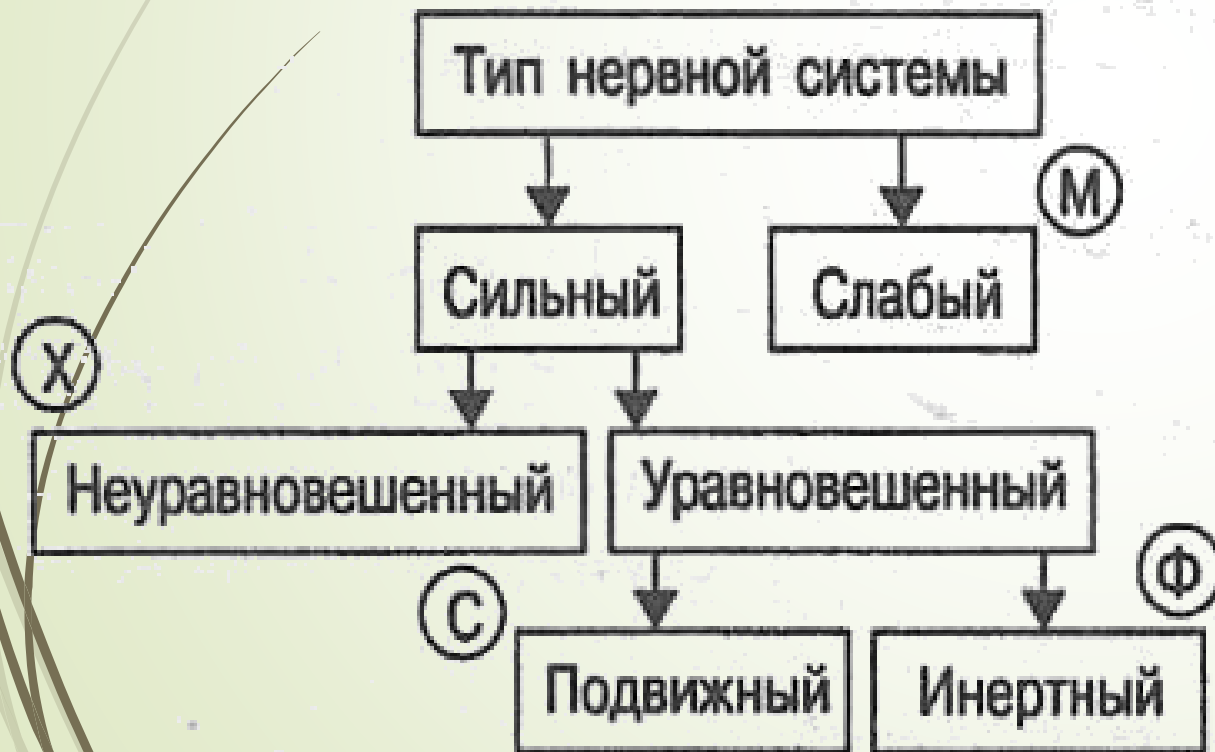 Тип нервной системы
М
Сильный
Слабый
Х
Неуравновешенный
Уравновешенный
С
Ф
Подвижный
Инертный